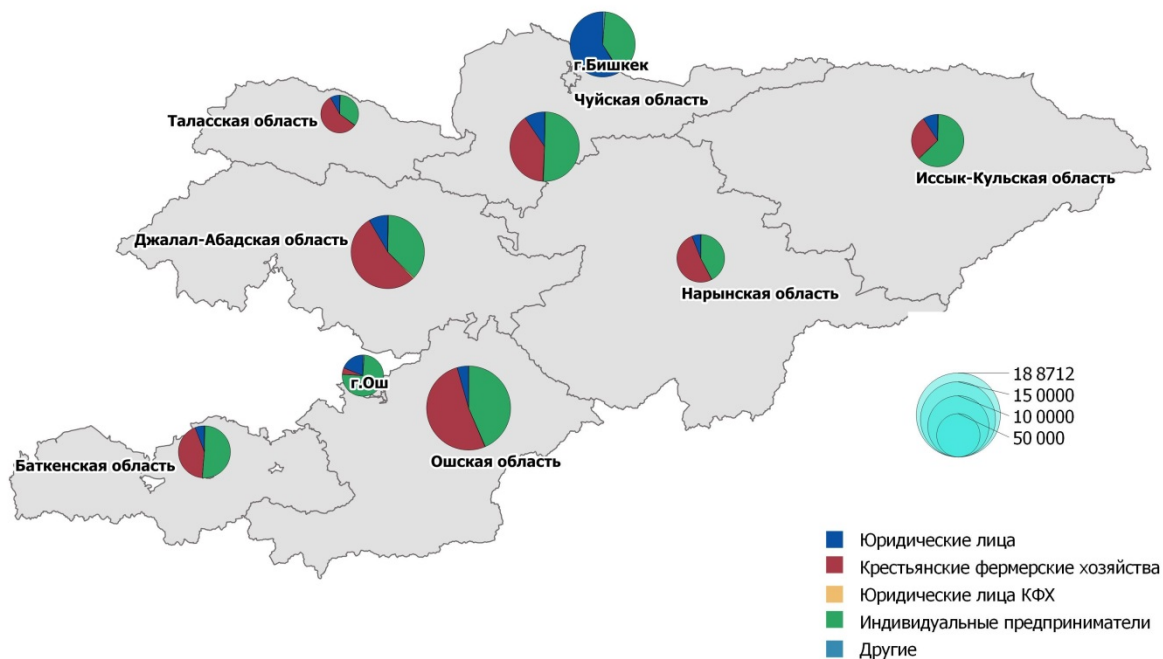 г.Бишкек
Чуйская область
Таласская область
Иссык-Кульская область
Джалал-Абадская область
Нарынская область
г.Ош
Баткенская область
Ошская область
18 8712
15 0000
10 0000
50 000
Юридические лица
Крестьянские фермерские хозяйства
Юридические лица КФХ
Индивидуальные предприниматели
Другие